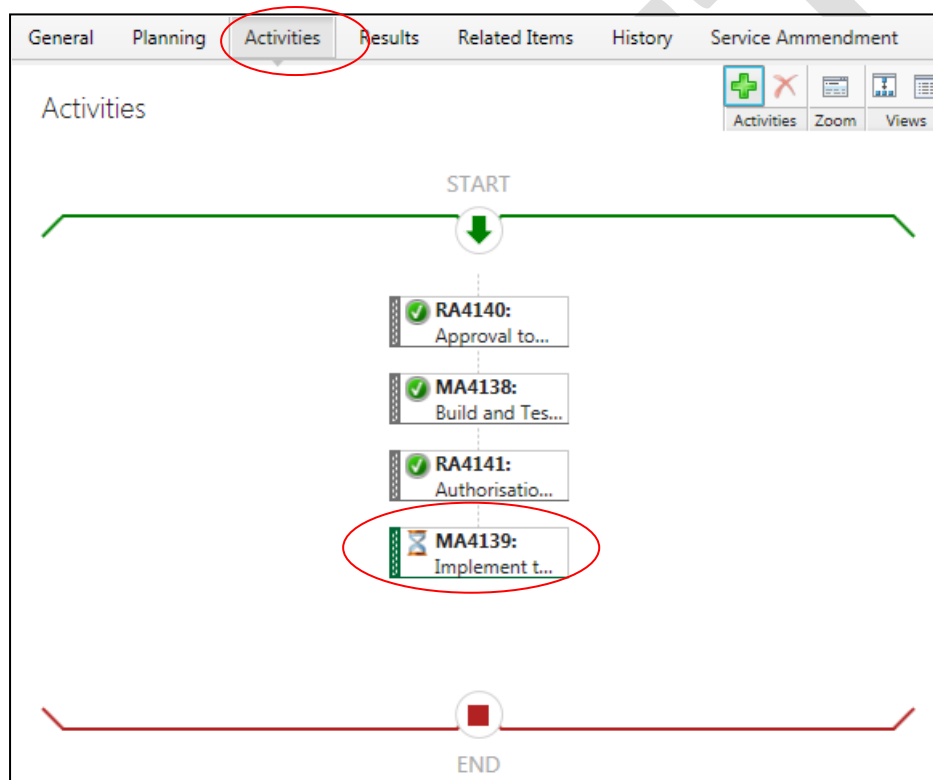 General Planning Activities Results Related Items History Service Ammendment
Activities
Activities Zoom Views
START
RA4140:
Approval to...
MA4138:
Build and Tes...
RA4141:
Authorisatio...
MA4139:
Implement t...
END